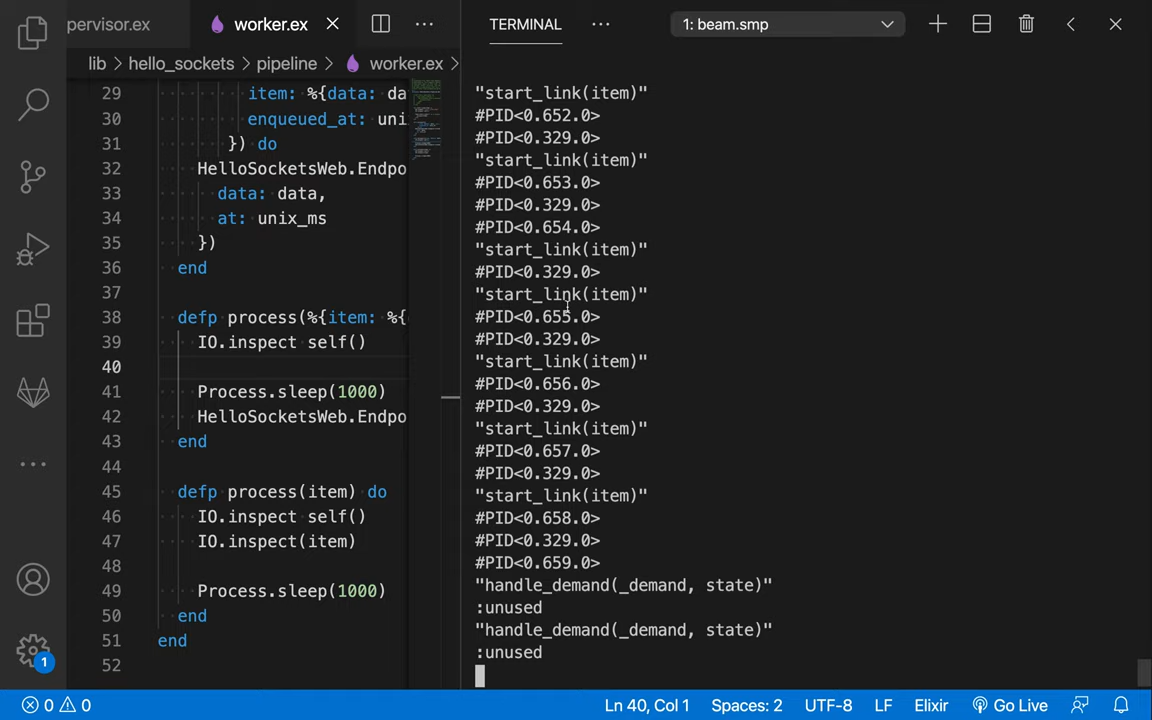 pervisor.ex
worker.ex
TERMINAL
1: beam.smp
lib > hello_sockets > pipeline > worker.ex >
29 item: %{data: da
30 enqueued_at: uni
31 }) do
32 HelloSocketsWeb.Endpo
33 data: data,
34 at: unix_ms
35 })
36 end
37
38 defp process(%{item: %{
39 IO.inspect self()
40
41 Process.sleep(1000)
42 HelloSocketsWeb.Endpo
43 end
44
45 defp process(item) do
46 IO.inspect self()
47 IO.inspect(item)
48
49 Process.sleep(1000)
50 end
51 end
52
"start_link(item)"
#PID<0.652.0>
#PID<0.329.0>
"start_link(item)"
#PID<0.653.0>
#PID<0.329.0>
#PID<0.654.0>
"start_link(item)"
#PID<0.329.0>
"start_link(item)"
#PID<0.655.0>
#PID<0.329.0>
"start_link(item)"
#PID<0.656.0>
#PID<0.329.0>
"start_link(item)"
#PID<0.657.0>
#PID<0.329.0>
"start_link(item)"
#PID<0.658.0>
#PID<0.329.0>
#PID<0.659.0>
"handle_demand(_demand, state)"
:unused
"handle_demand(_demand, state)"
:unused
1
0 0
Ln 40, Col 1
Spaces: 2
UTF-8
LF
Elixir
Go Live